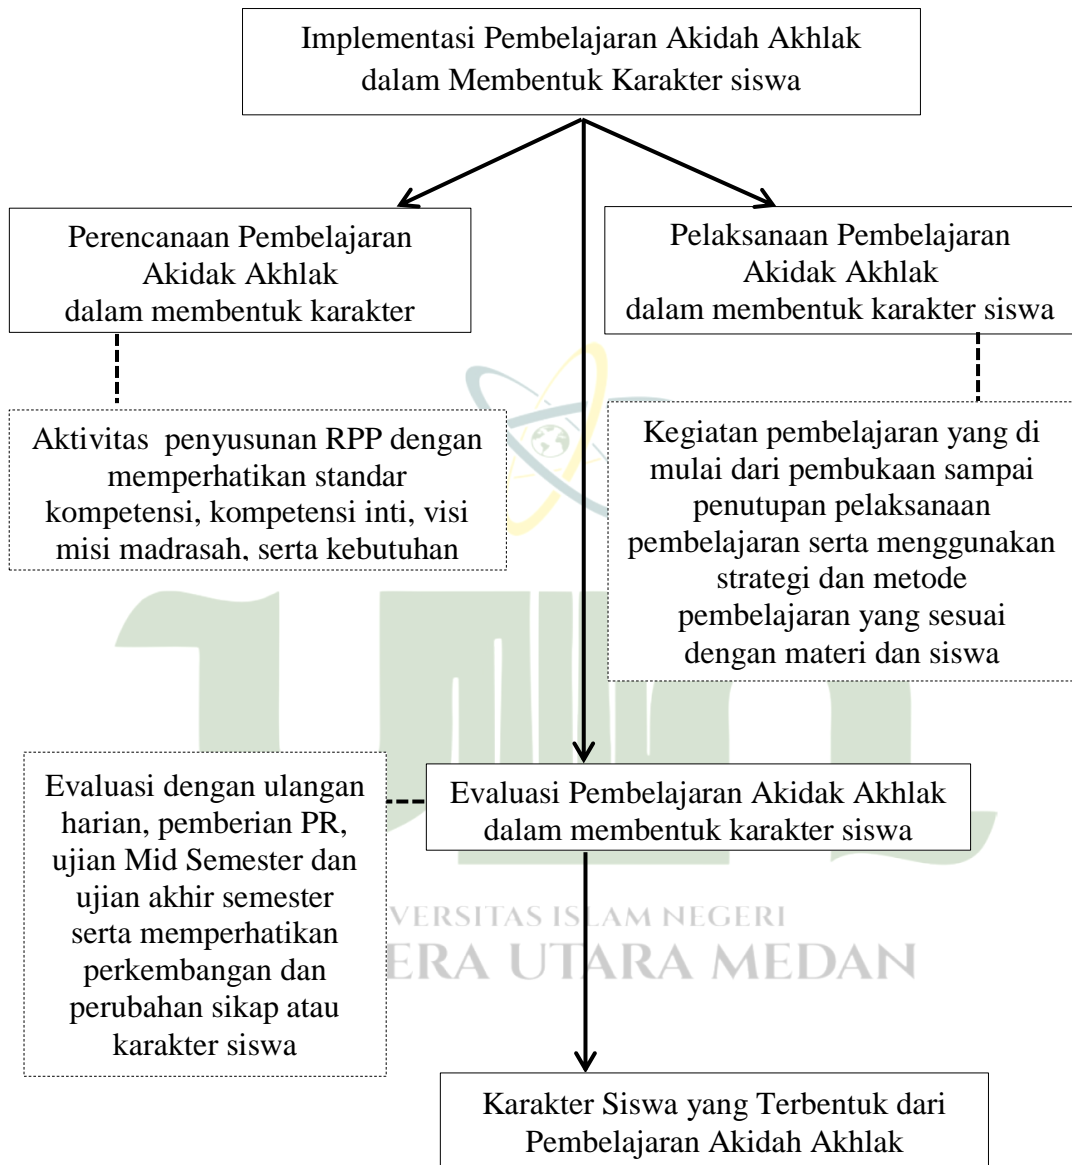 Implementasi Pembelajaran Akidah Akhlak
dalam Membentuk Karakter siswa
Perencanaan Pembelajaran
Akidak Akhlak
dalam membentuk karakter
Pelaksanaan Pembelajaran
Akidak Akhlak
dalam membentuk karakter siswa
Aktivitas penyusunan RPP dengan
memperhatikan standar
kompetensi, kompetensi inti, visi
misi madrasah, serta kebutuhan
Kegiatan pembelajaran yang di
mulai dari pembukaan sampai
penutupan pelaksanaan
pembelajaran serta menggunakan
strategi dan metode
pembelajaran yang sesuai
dengan materi dan siswa
Evaluasi dengan ulangan
harian, pemberian PR,
ujian Mid Semester dan
ujian akhir semester
serta memperhatikan
perkembangan dan
perubahan sikap atau
karakter siswa
Evaluasi Pembelajaran Akidak Akhlak
dalam membentuk karakter siswa
VERSITAS ISLAM NEGERI
ERA UTARA MEDAN
Karakter Siswa yang Terbentuk dari
Pembelajaran Akidah Akhlak